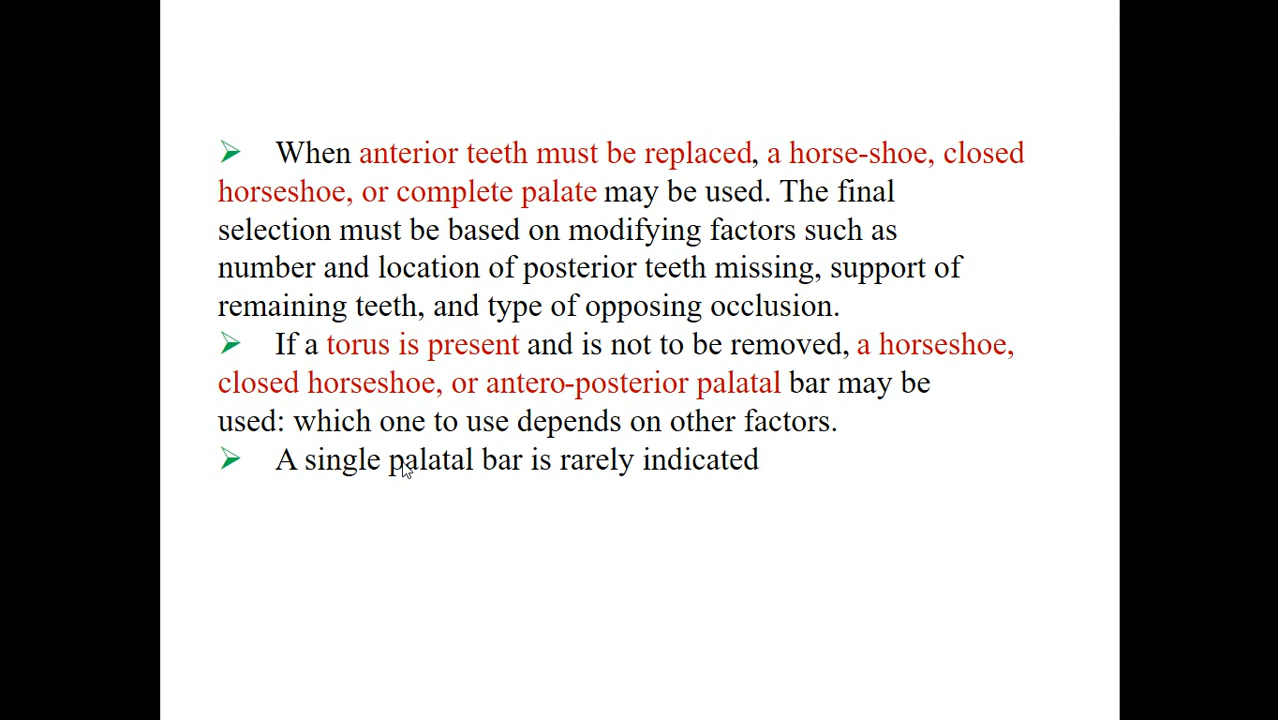 ➢ When anterior teeth must be replaced, a horse-shoe, closed
horseshoe, or complete palate may be used. The final
selection must be based on modifying factors such as
number and location of posterior teeth missing, support of
remaining teeth, and type of opposing occlusion.
➢ If a torus is present and is not to be removed, a horseshoe,
closed horseshoe, or antero-posterior palatal bar may be
used: which one to use depends on other factors.
➢ A single palatal bar is rarely indicated